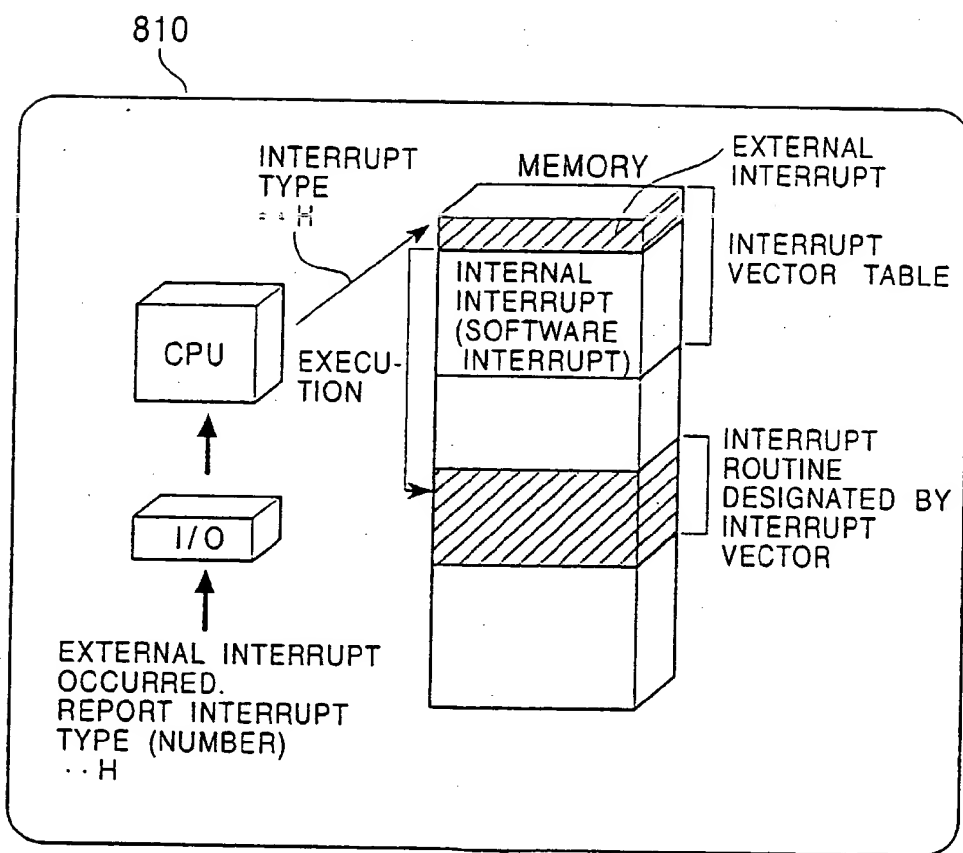 810
INTERRUPT
TYPE
··H
MEMORY
EXTERNAL
INTERRUPT
INTERRUPT
VECTOR TABLE
INTERNAL
INTERRUPT
(SOFTWARE
INTERRUPT)
CPU
EXECU-
TION
I/O
INTERRUPT
ROUTINE
DESIGNATED BY
INTERRUPT
VECTOR
EXTERNAL INTERRUPT
OCCURRED.
REPORT INTERRUPT
TYPE (NUMBER)
··H